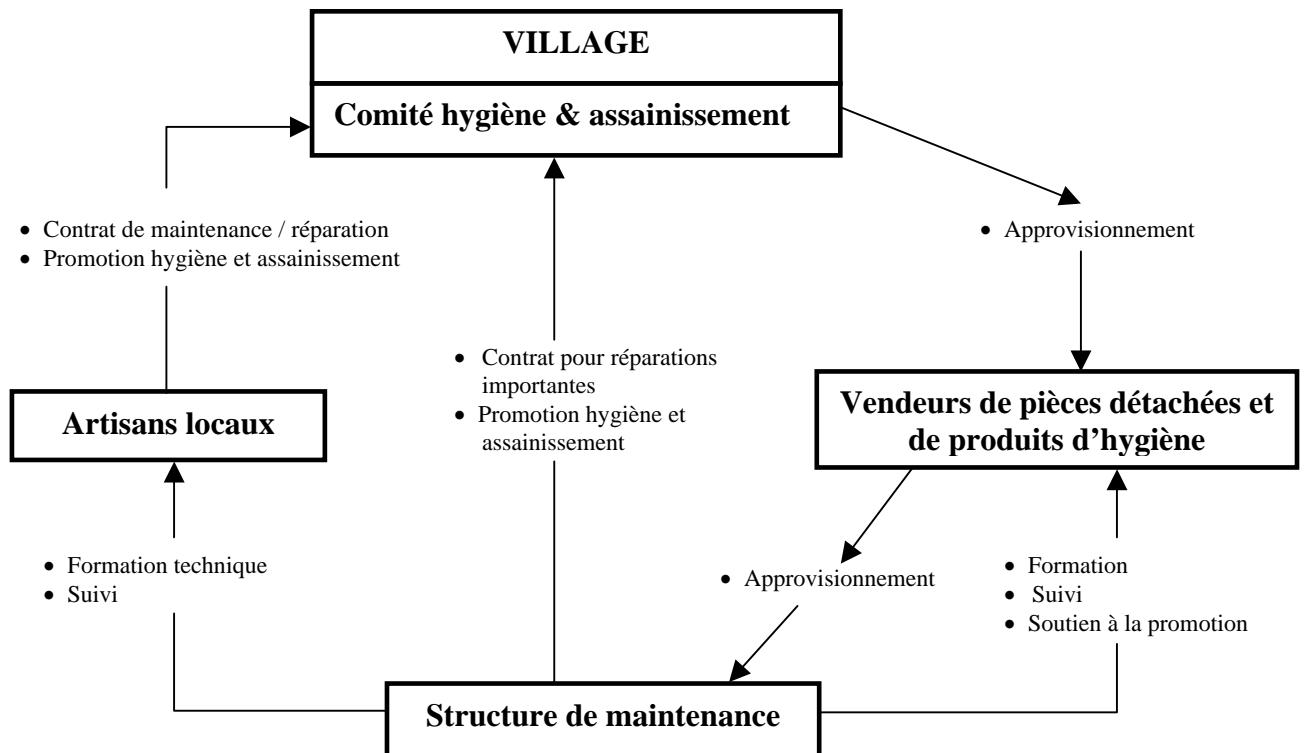 VILLAGE
Comité hygiène & assainissement
• Contrat de maintenance / réparation
• Promotion hygiène et assainissement
• Approvisionnement
• Contrat pour réparations
importantes
• Promotion hygiène et
assainissement
Artisans locaux
Vendeurs de pièces détachées et
de produits d’hygiène
• Formation technique
• Suivi
• Approvisionnement
• Formation
• Suivi
• Soutien à la promotion
Structure de maintenance